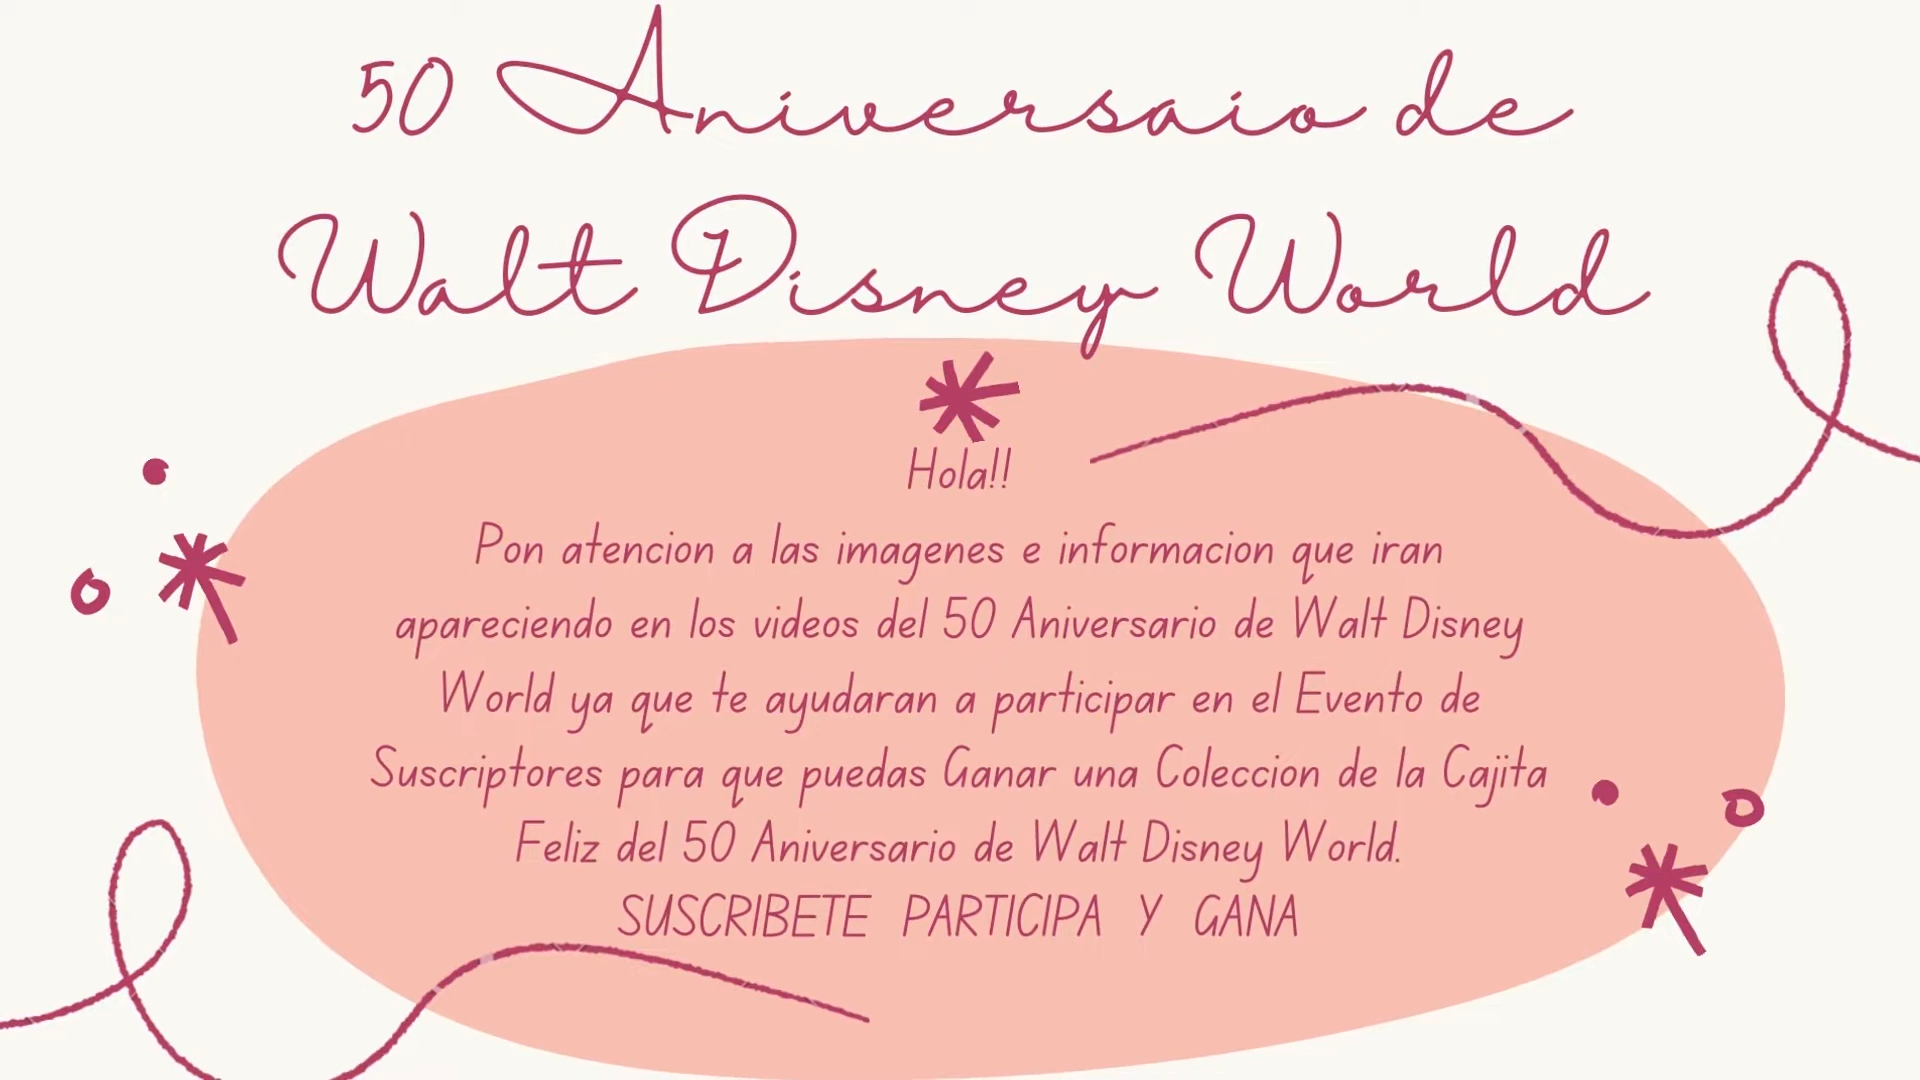 50 Aniversaio de
Walt Disney World
Hola!!
Pon atencion a las imagenes e informacion que iran
apareciendo en los videos del 50 Aniversario de Walt Disney
World ya que te ayudaran a participar en el Evento de
Suscriptores para que puedas Ganar una Coleccion de la Cajita
Feliz del 50 Aniversario de Walt Disney World.
SUSCRIBETE PARTICIPA Y GANA